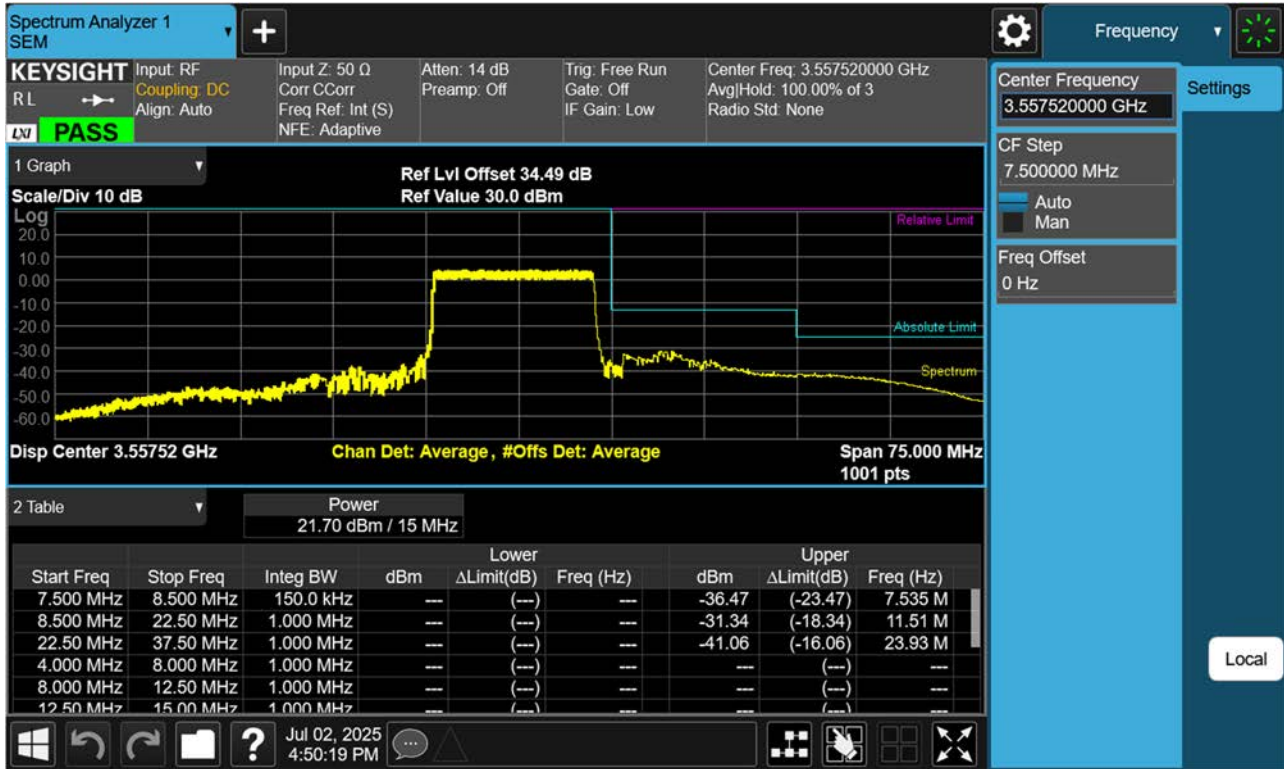 Spectrum Analyzer 1
SEM
Frequency
KEYSIGHT
RL
LXI PASS
Input: RF
Coupling: DC
Align: Auto
Input Z: 50 Ω
Corr CCorr
Freq Ref: Int (S)
NFE: Adaptive
Atten: 14 dB
Preamp: Off
Trig: Free Run
Gate: Off
IF Gain: Low
Center Freq: 3.557520000 GHz
Avg|Hold: 100.00% of 3
Radio Std: None
Center Frequency
3.557520000 GHz
Settings
CF Step
7.500000 MHz
Auto
Man
Freq Offset
0 Hz
1 Graph
Ref Lvl Offset 34.49 dB
Scale/Div 10 dB
Ref Value 30.0 dBm
Log
Relative Limit
20.0
10.0
0.00
-10.0
-20.0
Absolute Limit
-30.0
-40.0
Spectrum
-50.0
-60.0
Disp Center 3.55752 GHz
Chan Det: Average, #Offs Det: Average
Span 75.000 MHz
1001 pts
2 Table
Power
21.70 dBm / 15 MHz
Lower Upper
Start Freq Stop Freq Integ BW dBm ΔLimit(dB) Freq (Hz) dBm ΔLimit(dB) Freq (Hz)
7.500 MHz 8.500 MHz 150.0 kHz --- (---) --- -36.47 (-23.47) 7.535 M
8.500 MHz 22.50 MHz 1.000 MHz --- (---) --- -31.34 (-18.34) 11.51 M
22.50 MHz 37.50 MHz 1.000 MHz --- (---) --- -41.06 (-16.06) 23.93 M
4.000 MHz 8.000 MHz 1.000 MHz --- (---) --- --- (---) ---
8.000 MHz 12.50 MHz 1.000 MHz --- (---) --- --- (---) ---
12.50 MHz 15.00 MHz 1.000 MHz --- (---) --- --- (---) ---
Local
?
Jul 02, 2025
4:50:19 PM